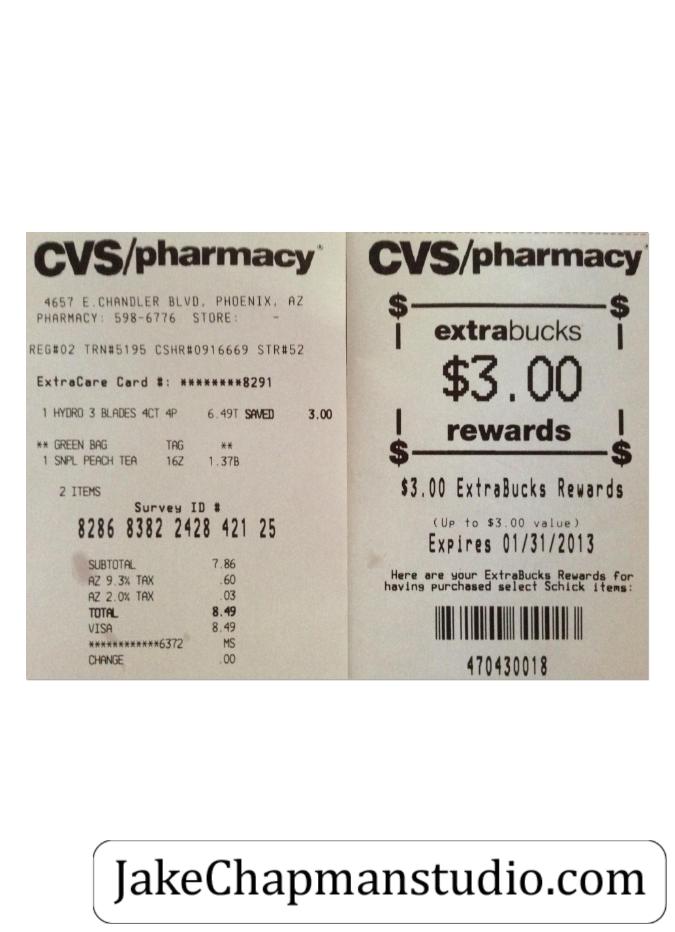 CVS/pharmacy
4657 E.CHANDLER BLVD, PHOENIX, AZ
PHARMACY: 598-6776 STORE: -
REG#02 TRN#5195 CSHR#0916669 STR#52
ExtraCare Card #: ********8291
1 HYDRO 3 BLADES 4CT 4P 6.49T SAVED 3.00
** GREEN BAG TAG **
1 SNPL PEACH TEA 16Z 1.37B
2 ITEMS
Survey ID #
8286 8382 2428 421 25
SUBTOTAL 7.86
AZ 9.3% TAX .60
AZ 2.0% TAX .03
TOTAL 8.49
VISA 8.49
************6372 MS
CHANGE .00
CVS/pharmacy
$ $
extrabucks
$3.00
rewards
$ $
$3.00 ExtraBucks Rewards
(Up to $3.00 value)
Expires 01/31/2013
Here are your ExtraBucks Rewards for
having purchased select Schick items:
470430018
JakeChapmanstudio.com